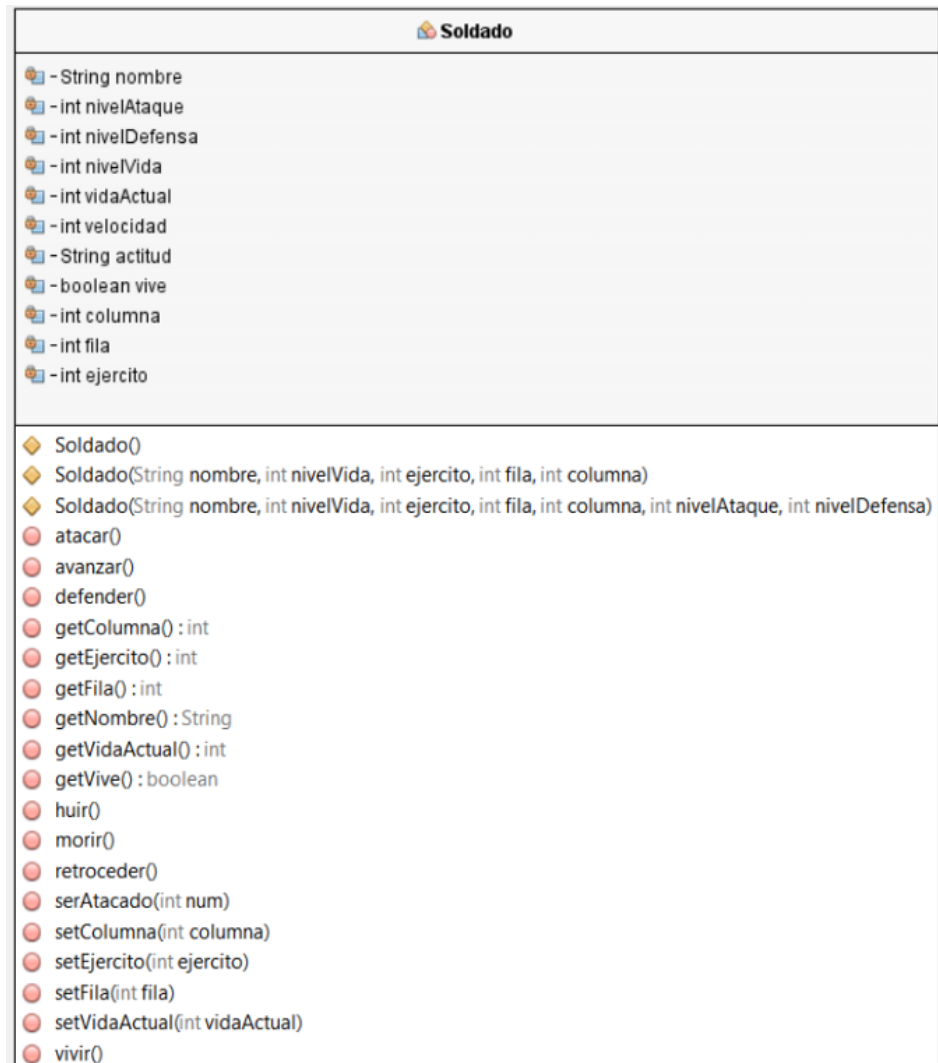 Soldado
- String nombre
- int nivelAtaque
- int nivelDefensa
- int nivelVida
- int vidaActual
- int velocidad
- String actitud
- boolean vive
- int columna
- int fila
- int ejercito
Soldado()
Soldado(String nombre, int nivelVida, int ejercito, int fila, int columna)
Soldado(String nombre, int nivelVida, int ejercito, int fila, int columna, int nivelAtaque, int nivelDefensa)
atacar()
avanzar()
defender()
getColumna() : int
getEjercito() : int
getFila() : int
getNombre() : String
getVidaActual() : int
getVive() : boolean
huir()
morir()
retroceder()
serAtacado(int num)
setColumna(int columna)
setEjercito(int ejercito)
setFila(int fila)
setVidaActual(int vidaActual)
vivir()